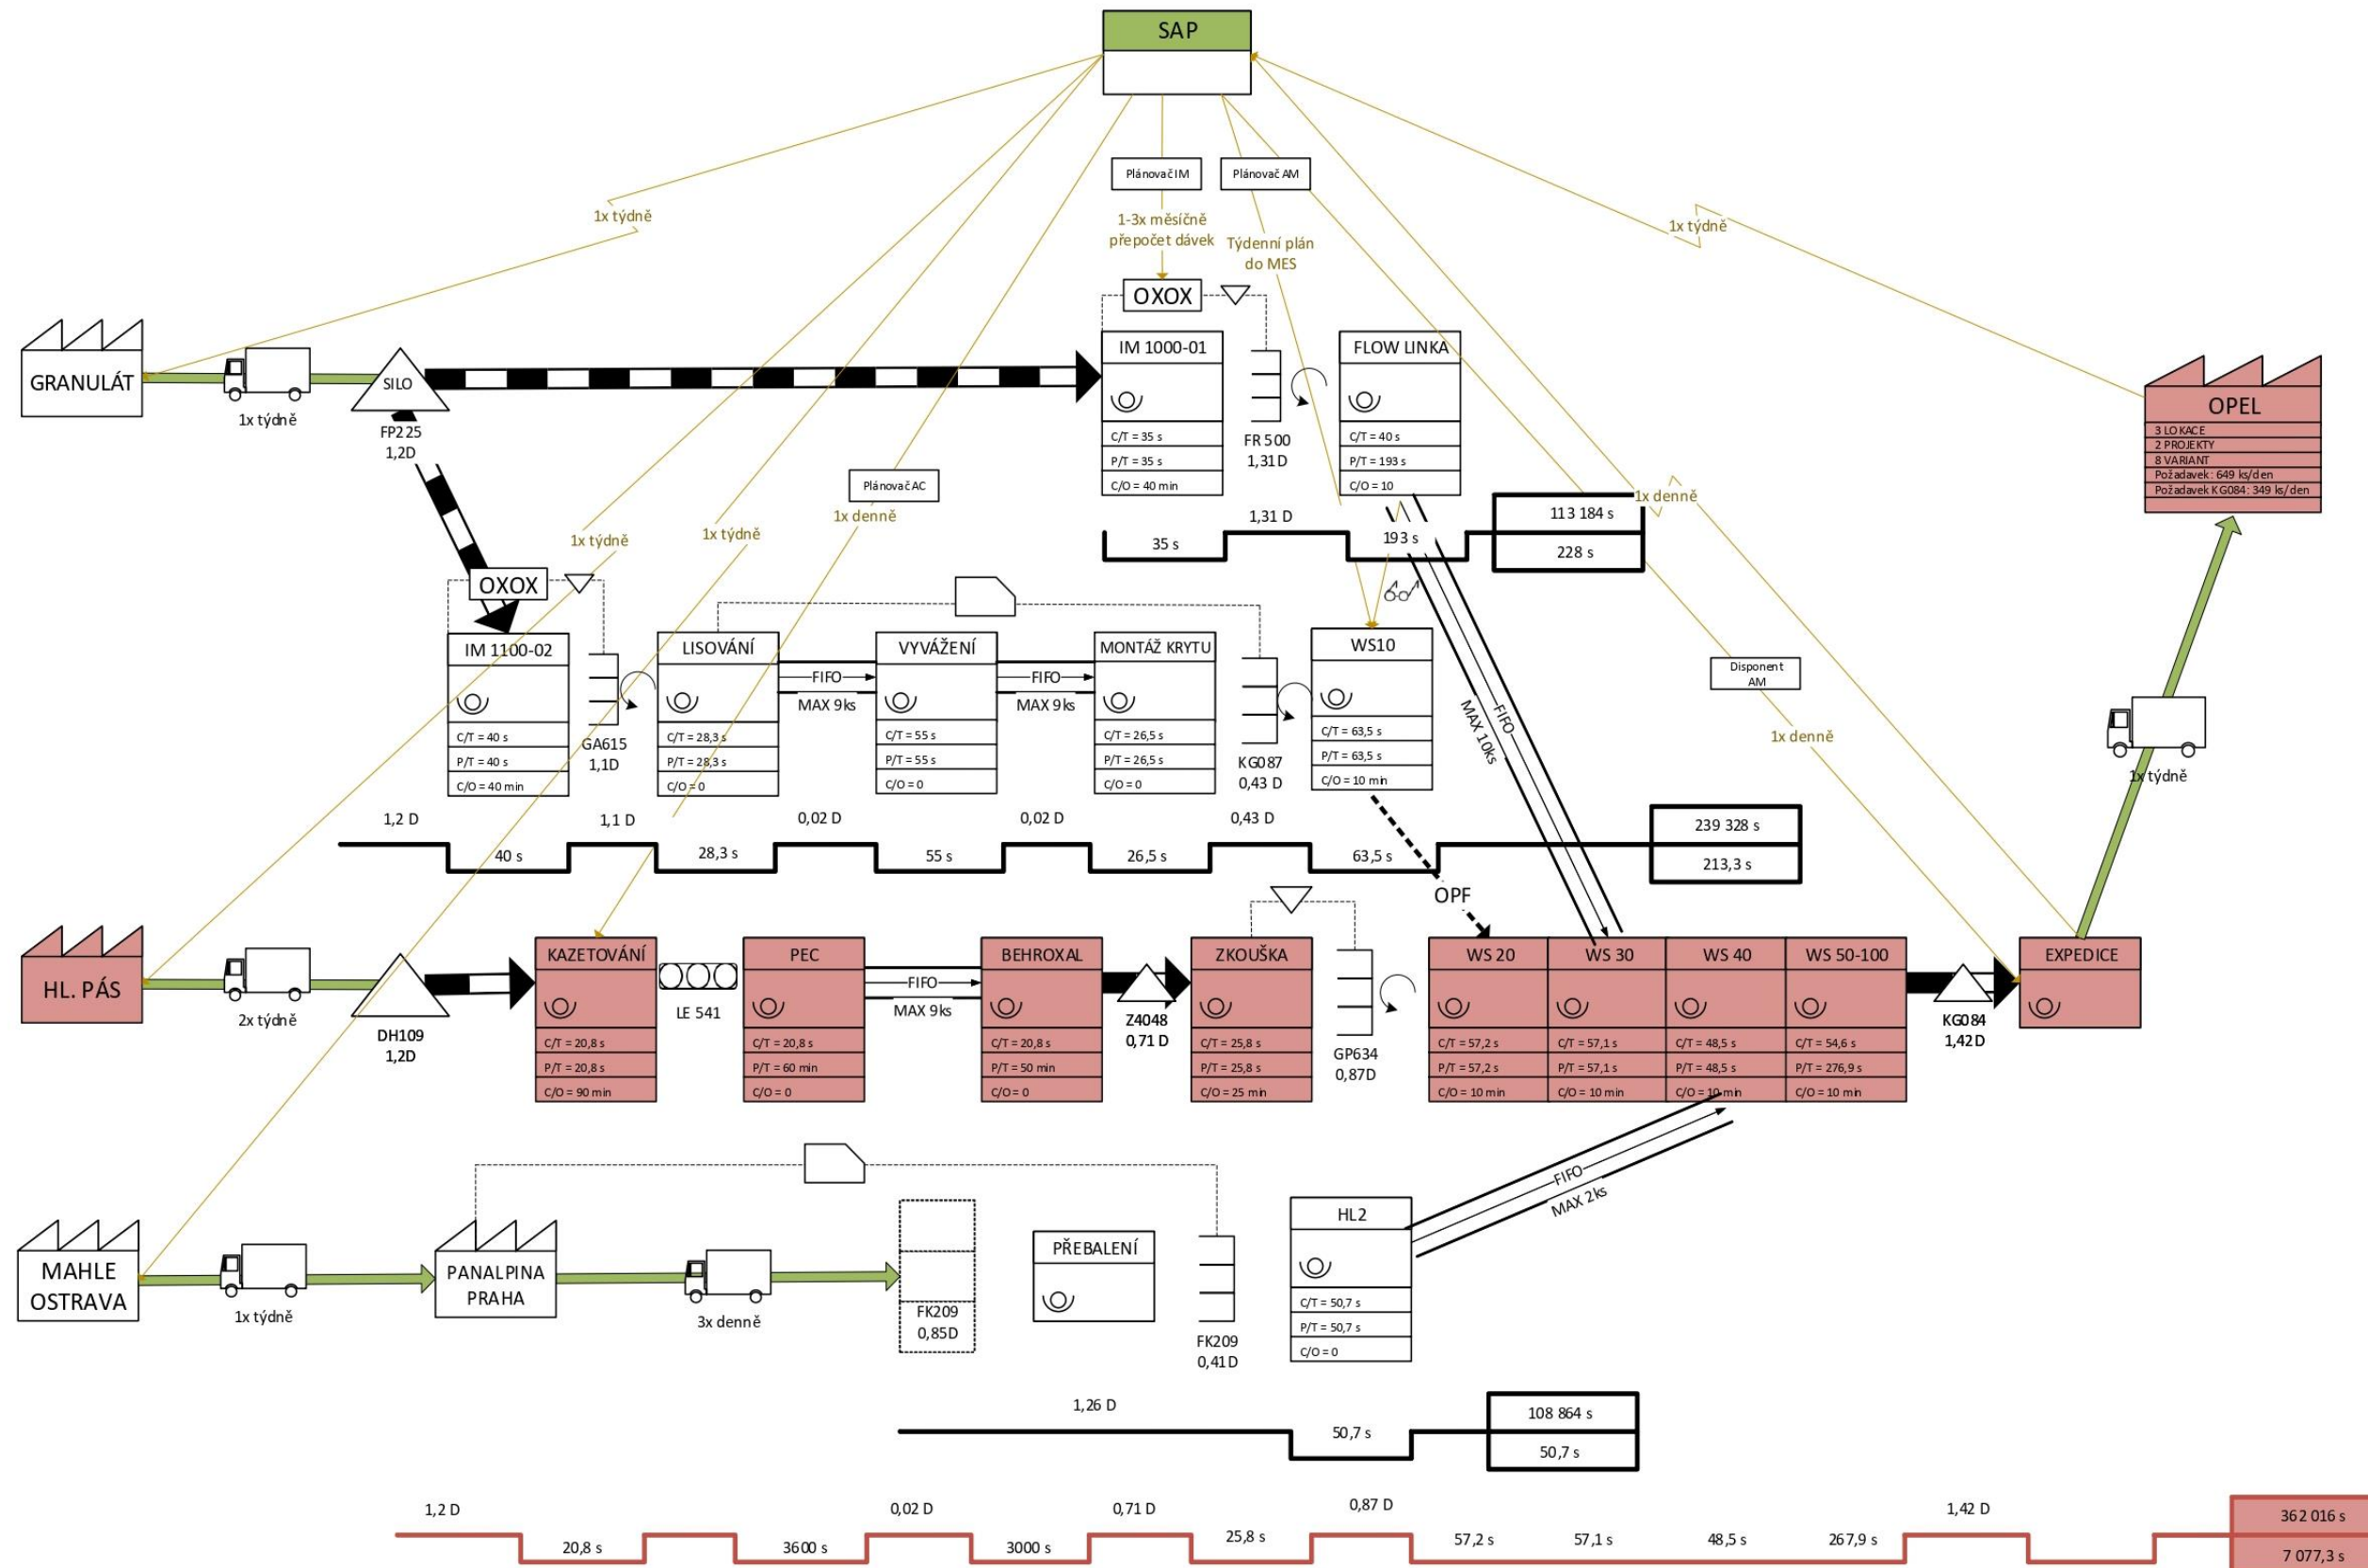 SAP
Plánovač IM
Plánovač AM
1x týdně
1-3x měsíčně
přepočet dávek
Týdenní plán
do MES
1x týdně
OXOX
GRANULÁT
1x týdně
SILO
FP225
1,2D
IM 1000-01
C/T = 35 s
P/T = 35 s
C/O = 40 min
FR 500
1,31D
FLOW LINKA
C/T = 40 s
P/T = 193 s
C/O = 10
OPEL
3 LOKACE
2 PROJEKTY
8 VARIANT
Požadavek: 649 ks/den
Požadavek KG084: 349 ks/den
Plánovač AC
1x denně
1x týdně
1x týdně
1x denně
35 s
1,31 D
193 s
113 184 s
228 s
OXOX
IM 1100-02
C/T = 40 s
P/T = 40 s
C/O = 40 min
GA615
1,1D
LISOVÁNÍ
C/T = 28,3 s
P/T = 28,3 s
C/O = 0
FIFO
MAX 9ks
VYVÁŽENÍ
C/T = 55 s
P/T = 55 s
C/O = 0
FIFO
MAX 9ks
MONTÁŽ KRYTU
C/T = 26,5 s
P/T = 26,5 s
C/O = 0
KG087
0,43 D
WS10
C/T = 63,5 s
P/T = 63,5 s
C/O = 10 min
FIFO
MAX 10ks
Disponent
AM
1x denně
1x týdně
1,2 D
40 s
1,1 D
28,3 s
0,02 D
55 s
0,02 D
26,5 s
0,43 D
63,5 s
239 328 s
213,3 s
OPF
HL. PÁS
2x týdně
DH109
1,2D
KAZETOVÁNÍ
C/T = 20,8 s
P/T = 20,8 s
C/O = 90 min
LE 541
PEC
C/T = 20,8 s
P/T = 60 min
C/O = 0
FIFO
MAX 9ks
BEHROXAL
C/T = 20,8 s
P/T = 50 min
C/O = 0
Z4048
0,71 D
ZKOUŠKA
C/T = 25,8 s
P/T = 25,8 s
C/O = 25 min
GP634
0,87D
WS 20
C/T = 57,2 s
P/T = 57,2 s
C/O = 10 min
WS 30
C/T = 57,1 s
P/T = 57,1 s
C/O = 10 min
WS 40
C/T = 48,5 s
P/T = 48,5 s
C/O = 10 min
WS 50-100
C/T = 54,6 s
P/T = 276,9 s
C/O = 10 min
KG084
1,42D
EXPEDICE
FIFO
MAX 2ks
MAHLE
OSTRAVA
1x týdně
PANALPINA
PRAHA
3x denně
FK209
0,85D
PŘEBALENÍ
FK209
0,41D
HL2
C/T = 50,7 s
P/T = 50,7 s
C/O = 0
1,26 D
50,7 s
108 864 s
50,7 s
1,2 D
20,8 s
3600 s
0,02 D
3000 s
0,71 D
25,8 s
0,87 D
57,2 s
57,1 s
48,5 s
267,9 s
1,42 D
362 016 s
7 077,3 s